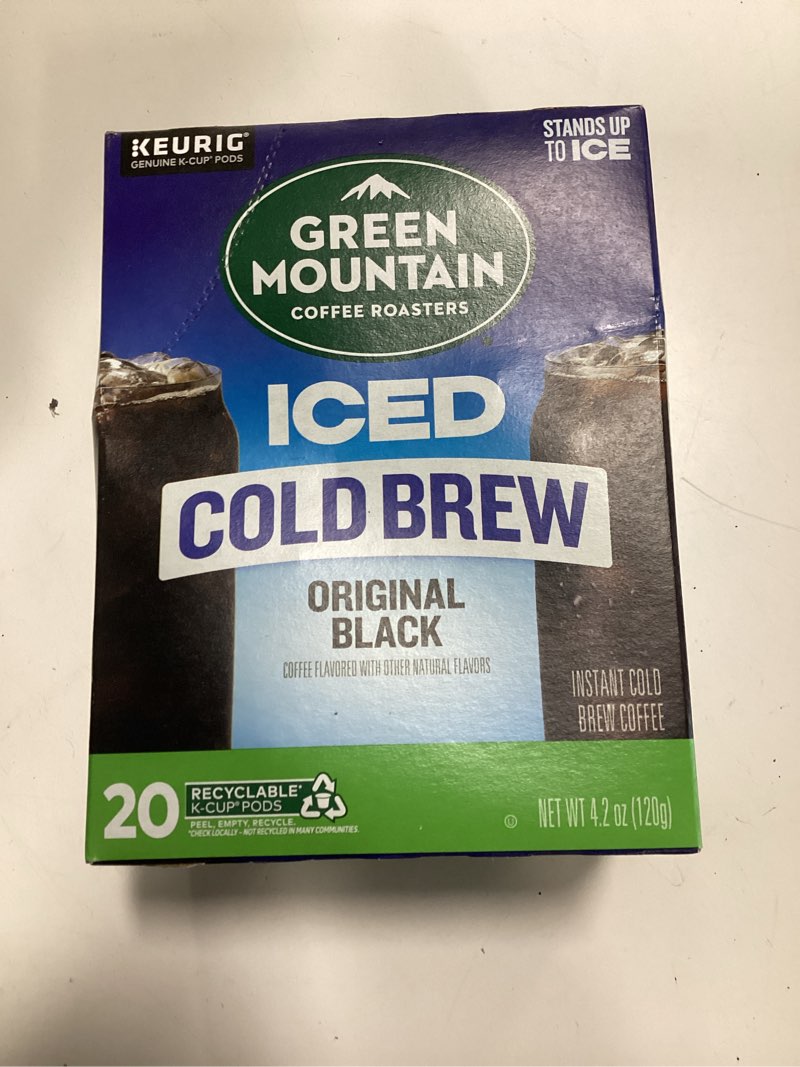 KEURIG®
GENUINE K-CUP® PODS
STANDS UP
TO ICE
GREEN
MOUNTAIN
COFFEE ROASTERS
ICED
COLD BREW
ORIGINAL
BLACK
COFFEE FLAVORED WITH OTHER NATURAL FLAVORS
INSTANT COLD
BREW COFFEE
20
RECYCLABLE*
K-CUP® PODS
PEEL, EMPTY, RECYCLE.
*CHECK LOCALLY - NOT RECYCLED IN MANY COMMUNITIES.
NET WT 4.2 oz (120g)